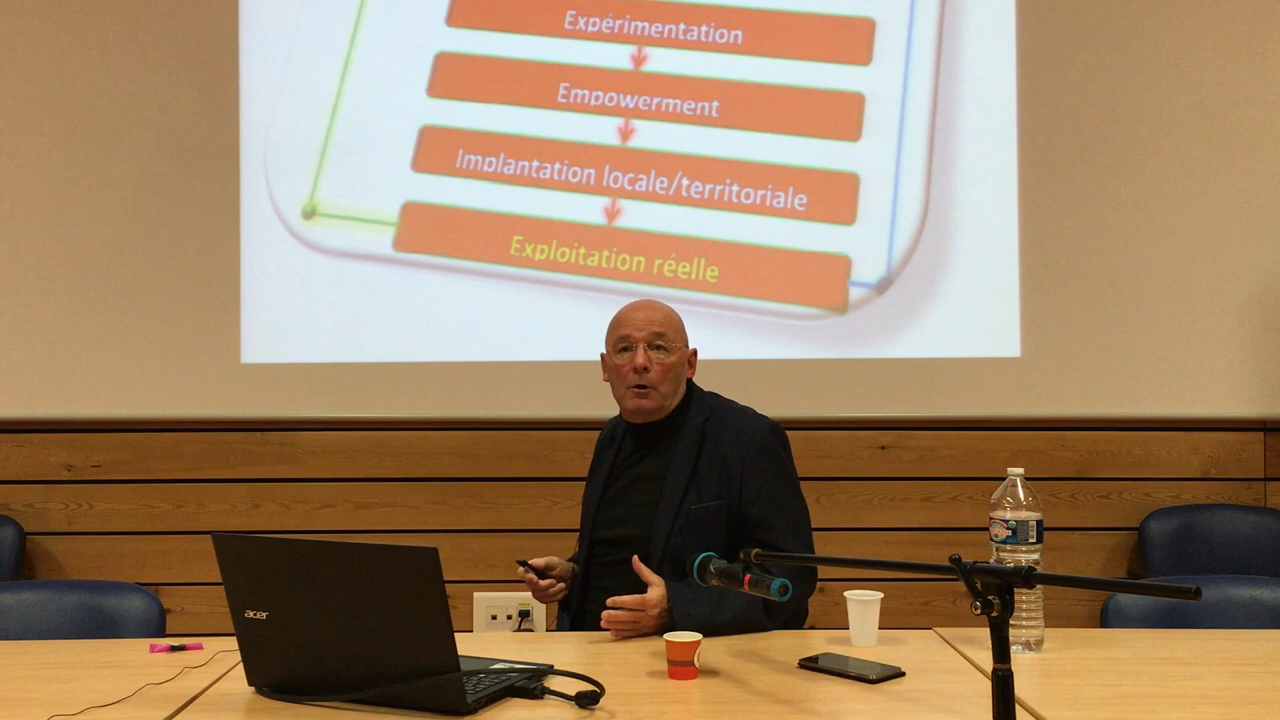 Expérimentation
Empowerment
Implantation locale/territoriale
Exploitation réelle
acer